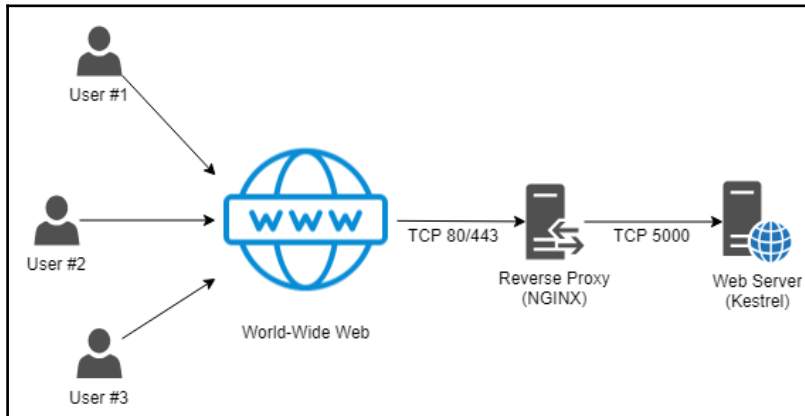 User #1
User #2
User #3
WWW
World-Wide Web
TCP 80/443
Reverse Proxy
(NGINX)
TCP 5000
Web Server
(Kestrel)